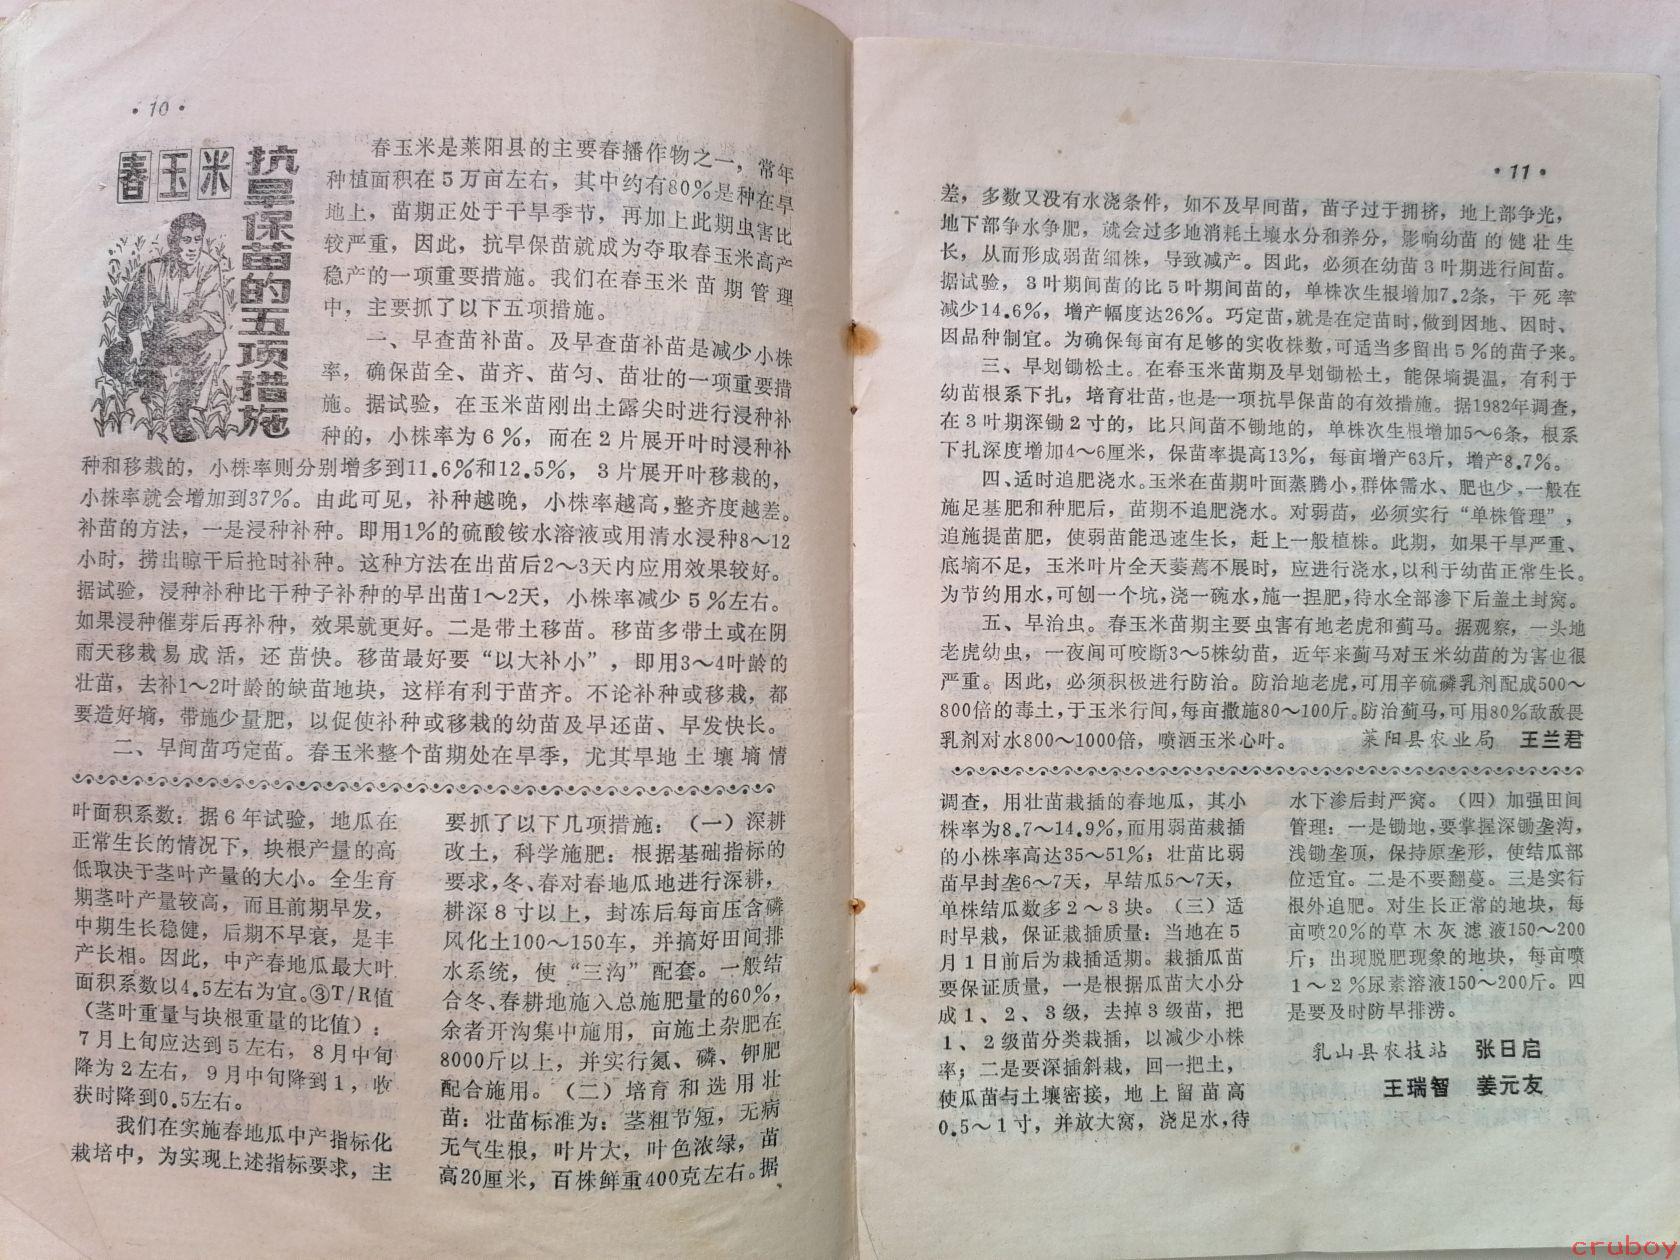 ·10·
春玉米
抗旱保苗的五项措施
春玉米是莱阳县的主要春播作物之一，常年
种植面积在5万亩左右，其中约有80%是种在旱
地上，苗期正处于干旱季节，再加上此期虫害比
较严重，因此，抗旱保苗就成为夺取春玉米高产
稳产的一项重要措施。我们在春玉米苗期管理
中，主要抓了以下五项措施。
一、早查苗补苗。及早查苗补苗是减少小株
率，确保苗全、苗齐、苗匀、苗壮的一项重要措
施。据试验，在玉米苗刚出土露尖时进行浸种补
种的，小株率为6%，而在2片展开叶时浸种补
种和移栽的，小株率则分别增多到11.6%和12.5%，3片展开叶移栽的，
小株率就会增加到37%。由此可见，补种越晚，小株率越高，整齐度越差。
补苗的方法，一是浸种补种。即用1%的硫酸铵水溶液或用清水浸种8～12
小时，捞出晾干后抢时补种。这种方法在出苗后2～3天内应用效果较好。
据试验，浸种补种比干种子补种的早出苗1～2天，小株率减少5%左右。
如果浸种催芽后再补种，效果就更好。二是带土移苗。移苗多带土或在阴
雨天移栽易成活，还苗快。移苗最好要“以大补小”，即用3～4叶龄的
壮苗，去补1～2叶龄的缺苗地块，这样有利于苗齐。不论补种或移栽，都
要造好墒，带施少量肥，以促使补种或移栽的幼苗及早还苗、早发快长。
二、早间苗巧定苗。春玉米整个苗期处在旱季，尤其旱地土壤墒情
叶面积系数：据6年试验，地瓜在
正常生长的情况下，块根产量的高
低取决于茎叶产量的大小。全生育
期茎叶产量较高，而且前期早发，
中期生长稳健，后期不早衰，是丰
产长相。因此，中产春地瓜最大叶
面积系数以4.5左右为宜。③T/R值
（茎叶重量与块根重量的比值）：
7月上旬应达到5左右，8月中旬
降为2左右，9月中旬降到1，收
获时降到0.5左右。
我们在实施春地瓜中产指标化
栽培中，为实现上述指标要求，主
要抓了以下几项措施：（一）深耕
改土，科学施肥：根据基础指标的
要求，冬、春对春地瓜地进行深耕，
耕深8寸以上，封冻后每亩压含磷
风化土100～150车，并搞好田间排
水系统，使“三沟”配套。一般结
合冬、春耕地施入总施肥量的60%，
余者开沟集中施用，亩施土杂肥在
8000斤以上，并实行氮、磷、钾肥
配合施用。（二）培育和选用壮
苗：壮苗标准为：茎粗节短，无病
无气生根，叶片大，叶色浓绿，苗
高20厘米，百株鲜重400克左右。据
·11·
差，多数又没有水浇条件，如不及早间苗，苗子过于拥挤，地上部争光，
地下部争水争肥，就会过多地消耗土壤水分和养分，影响幼苗的健壮生
长，从而形成弱苗细株，导致减产。因此，必须在幼苗3叶期进行间苗。
据试验，3叶期间苗的比5叶期间苗的，单株次生根增加7.2条，干死率
减少14.6%，增产幅度达26%。巧定苗，就是在定苗时，做到因地、因时、
因品种制宜。为确保每亩有足够的实收株数，可适当多留出5%的苗子来。
三、早划锄松土。在春玉米苗期及早划锄松土，能保墒提温，有利于
幼苗根系下扎，培育壮苗，也是一项抗旱保苗的有效措施。据1982年调查，
在3叶期深锄2寸的，比只间苗不锄地的，单株次生根增加5～6条，根系
下扎深度增加4～6厘米，保苗率提高13%，每亩增产63斤，增产8.7%。
四、适时追肥浇水。玉米在苗期叶面蒸腾小，群体需水、肥也少，一般在
施足基肥和种肥后，苗期不追肥浇水。对弱苗，必须实行“单株管理”，
追施提苗肥，使弱苗能迅速生长，赶上一般植株。此期，如果干旱严重、
底墒不足，玉米叶片全天萎蔫不展时，应进行浇水，以利于幼苗正常生长。
为节约用水，可刨一个坑，浇一碗水，施一捏肥，待水全部渗下后盖土封窝。
五、早治虫。春玉米苗期主要虫害有地老虎和蓟马。据观察，一头地
老虎幼虫，一夜间可咬断3～5株幼苗，近年来蓟马对玉米幼苗的为害也很
严重。因此，必须积极进行防治。防治地老虎，可用辛硫磷乳剂配成500～
800倍的毒土，于玉米行间，每亩撒施80～100斤。防治蓟马，可用80%敌敌畏
乳剂对水800～1000倍，喷洒玉米心叶。 莱阳县农业局 王兰君
调查，用壮苗栽插的春地瓜，其小
株率为8.7～14.9%，而用弱苗栽插
的小株率高达35～51%；壮苗比弱
苗早封垄6～7天，早结瓜5～7天，
单株结瓜数多2～3块。（三）适
时早栽，保证栽插质量：当地在5
月1日前后为栽插适期。栽插瓜苗
要保证质量，一是根据瓜苗大小分
成1、2、3级，去掉3级苗，把
1、2级苗分类栽插，以减少小株
率；二是要深插斜栽，回一把土，
使瓜苗与土壤密接，地上留苗高
0.5～1寸，并放大窝，浇足水，待
水下渗后封严窝。（四）加强田间
管理：一是锄地，要掌握深锄垄沟，
浅锄垄顶，保持原垄形，使结瓜部
位适宜。二是不要翻蔓。三是实行
根外追肥。对生长正常的地块，每
亩喷20%的草木灰滤液150～200
斤；出现脱肥现象的地块，每亩喷
1～2%尿素溶液150～200斤。四
是要及时防旱排涝。
乳山县农技站 张日启
王瑞智 姜元友
cruboy